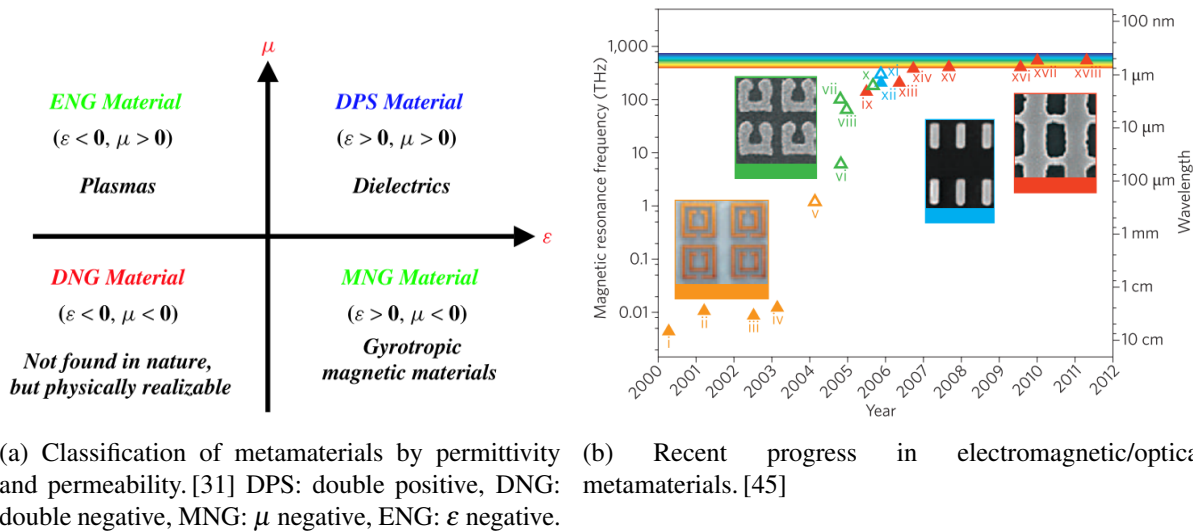 μ
ENG Material
(ε<0, μ>0)
Plasmas
DPS Material
(ε>0, μ>0)
Dielectrics
ε
DNG Material
(ε<0, μ<0)
Not found in nature,
but physically realizable
MNG Material
(ε>0, μ<0)
Gyrotropic
magnetic materials
Magnetic resonance frequency (THz)
1,000
100
10
1
0.1
0.01
i
ii
iii
iv
v
vi
vii
viii
ix
x
xi
xii
xiii
xiv
xv
xvi
xvii
xviii
100 nm
1 μm
10 μm
100 μm
1 mm
1 cm
10 cm
Wavelength
2000 2001 2002 2003 2004 2005 2006 2007 2008 2009 2010 2011 2012
Year
(a) Classification of metamaterials by permittivity
and permeability. [31] DPS: double positive, DNG:
double negative, MNG: μ negative, ENG: ε negative.
(b) Recent progress in electromagnetic/optical
metamaterials. [45]